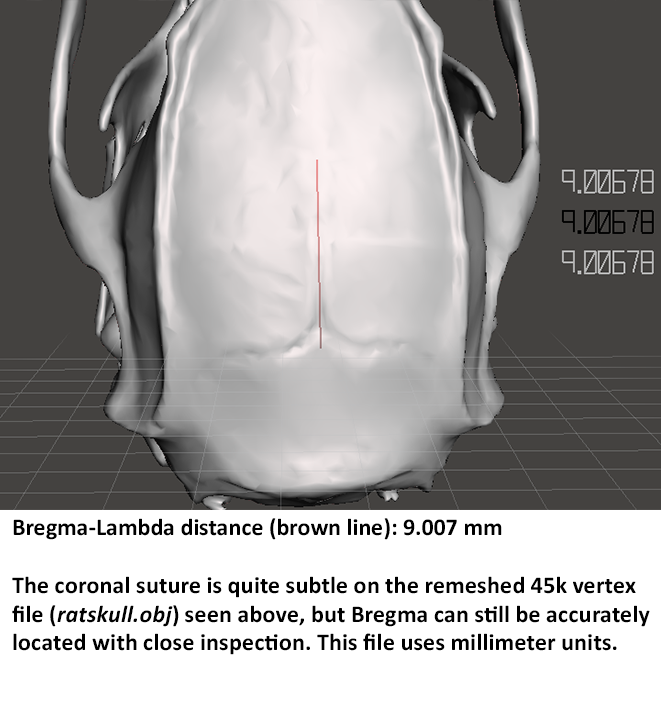 9.00678
9.00678
9.00678
Bregma-Lambda distance (brown line): 9.007 mm
The coronal suture is quite subtle on the remeshed 45k vertex
file (ratskull.obj) seen above, but Bregma can still be accurately
located with close inspection. This file uses millimeter units.